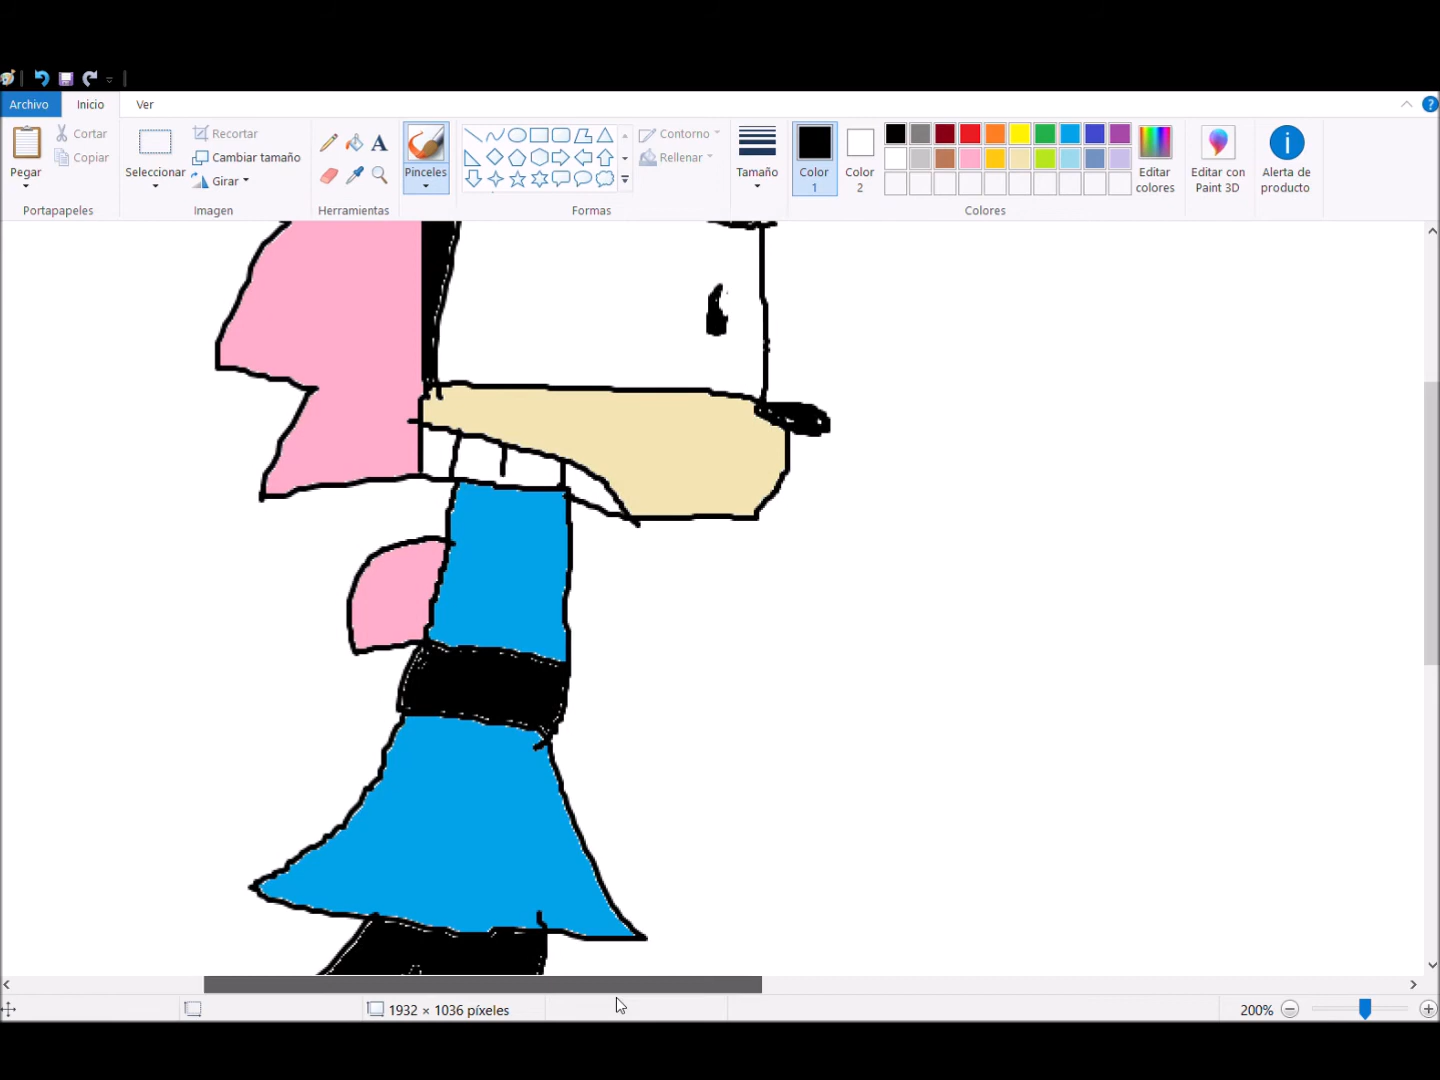 Archivo Inicio Ver
Pegar
Cortar
Copiar
Portapapeles
Seleccionar
Recortar
Cambiar tamaño
Girar
Imagen
A
Herramientas
Pinceles
Contorno
Rellenar
Formas
Tamaño
Color
1
Color
2
Editar
colores
Colores
Editar con
Paint 3D
Alerta de
producto
1932 × 1036 píxeles
200%